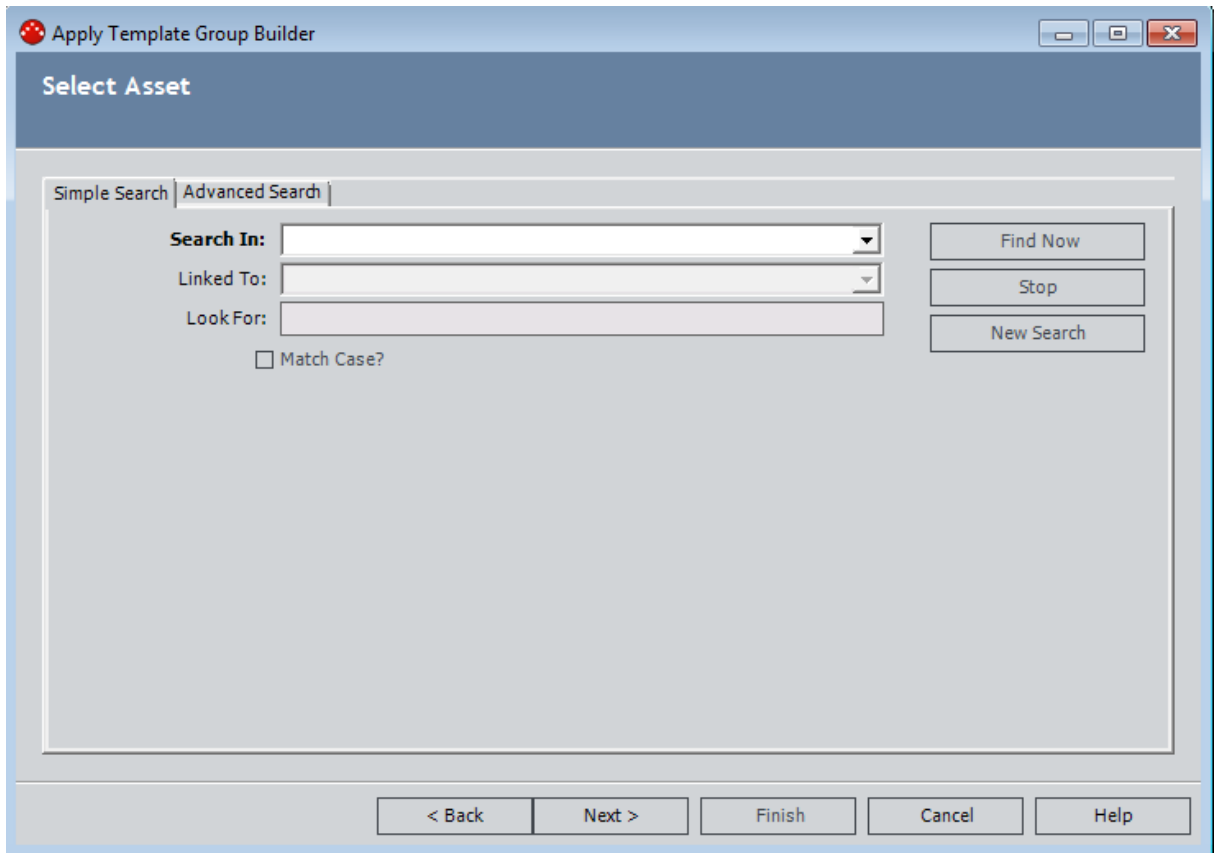 Apply Template Group Builder
Select Asset
Simple Search Advanced Search
Search In:
Find Now
Linked To:
Stop
Look For:
New Search
Match Case?
< Back Next > Finish Cancel Help